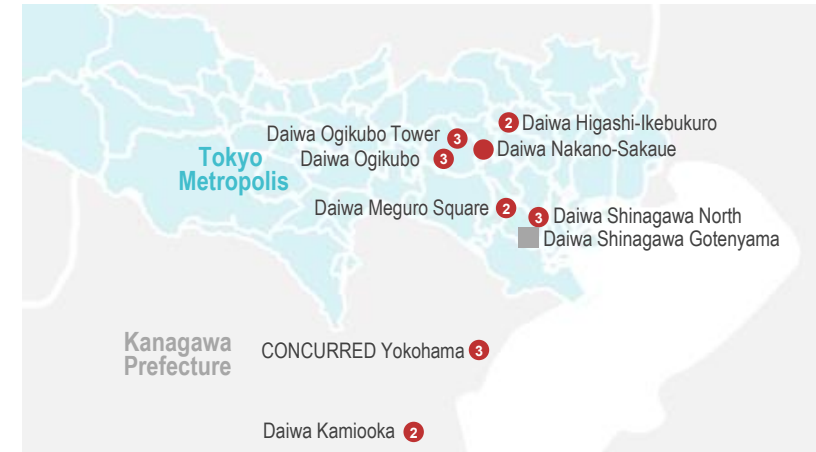 2 Daiwa Higashi-Ikebukuro
Daiwa Ogikubo Tower 3
Daiwa Nakano-Sakaue
Daiwa Ogikubo 3
Tokyo
Metropolis
Daiwa Meguro Square 2
3 Daiwa Shinagawa North
Daiwa Shinagawa Gotenyama
Kanagawa
Prefecture
CONCURRED Yokohama 3
Daiwa Kamiooka 2